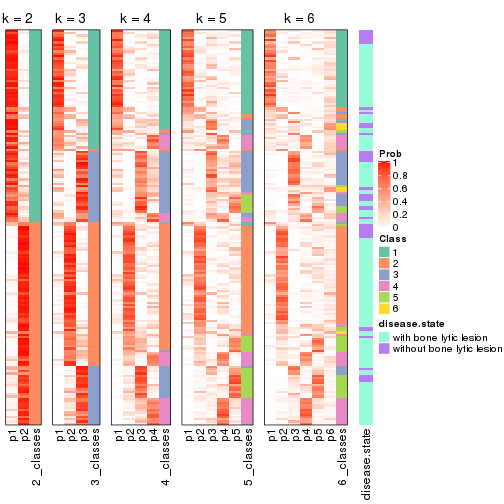 k = 2 k = 3 k = 4 k = 5 k = 6
Prob
1
0.8
0.6
0.4
0.2
0
Class
1
2
3
4
5
6
disease.state
with bone lytic lesion
without bone lytic lesion
p1 p2 2_classes p1 p2 p3 3_classes p1 p2 p3 p4 4_classes p1 p2 p3 p4 p5 5_classes p1 p2 p3 p4 p5 p6 6_classes disease.state